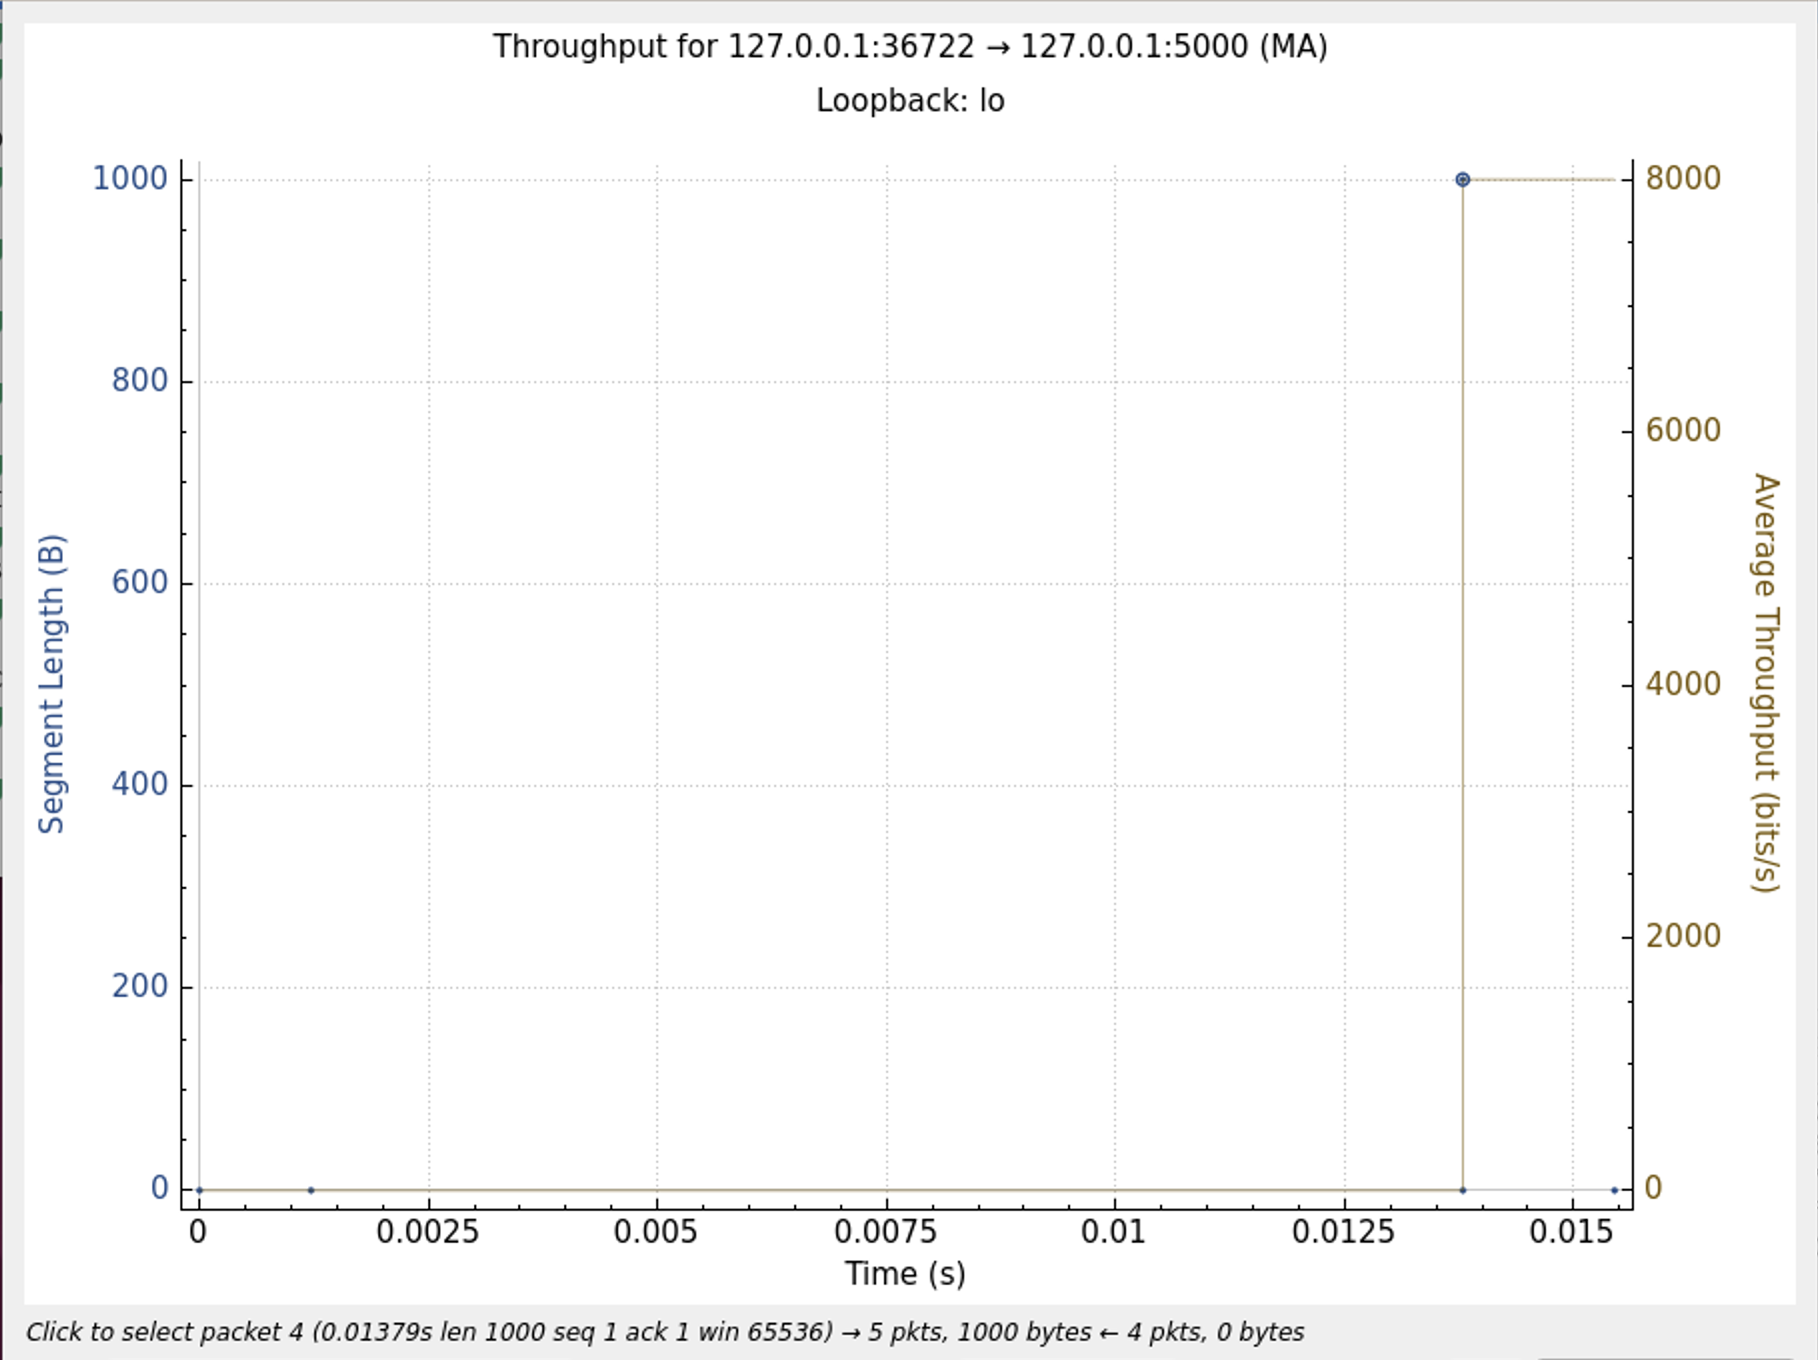 Throughput for 127.0.0.1:36722 → 127.0.0.1:5000 (MA)
Loopback: lo
1000
800
600
400
200
0
Segment Length (B)
8000
6000
4000
2000
0
Average Throughput (bits/s)
0 0.0025 0.005 0.0075 0.01 0.0125 0.015
Time (s)
Click to select packet 4 (0.01379s len 1000 seq 1 ack 1 win 65536) → 5 pkts, 1000 bytes ← 4 pkts, 0 bytes